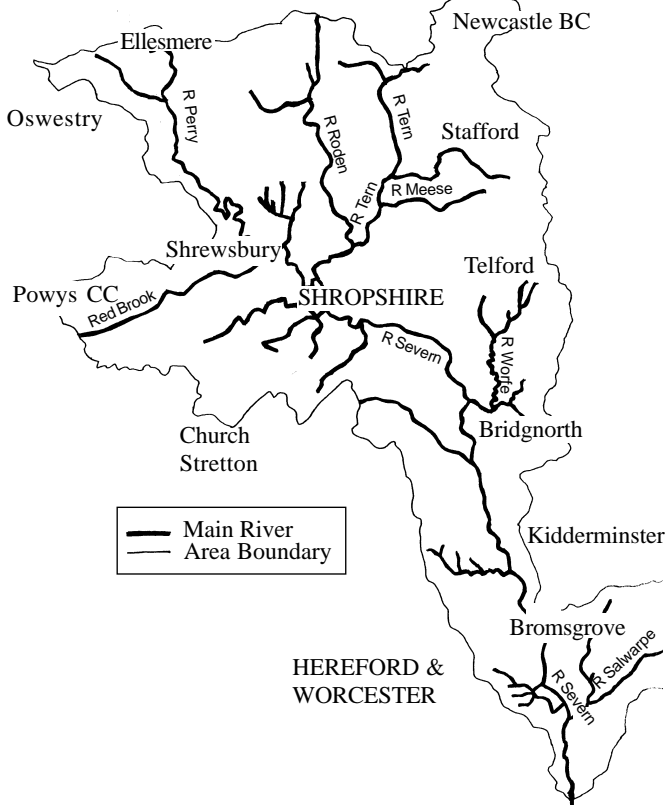 Newcastle BC
Ellesmere
R Perry
R Tern
Oswestry
R Roden
Stafford
R Meese
R Tern
Shrewsbury
Telford
Powys CC
Red Brook
SHROPSHIRE
R Severn
R Worfe
Church
Stretton
Bridgnorth
Main River
Area Boundary
Kidderminster
Bromsgrove
HEREFORD &
WORCESTER
R Severn
R Salwarpe